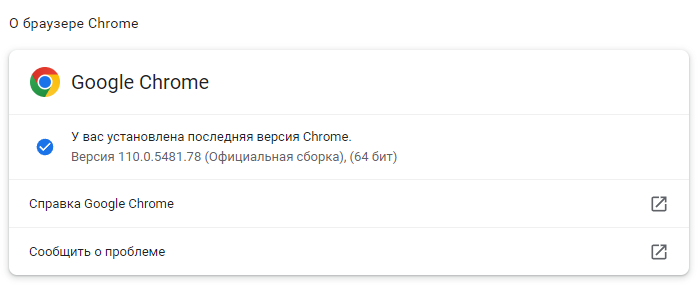 О браузере Chrome
Google Chrome
У вас установлена последняя версия Chrome.
Версия 110.0.5481.78 (Официальная сборка), (64 бит)
Справка Google Chrome
Сообщить о проблеме